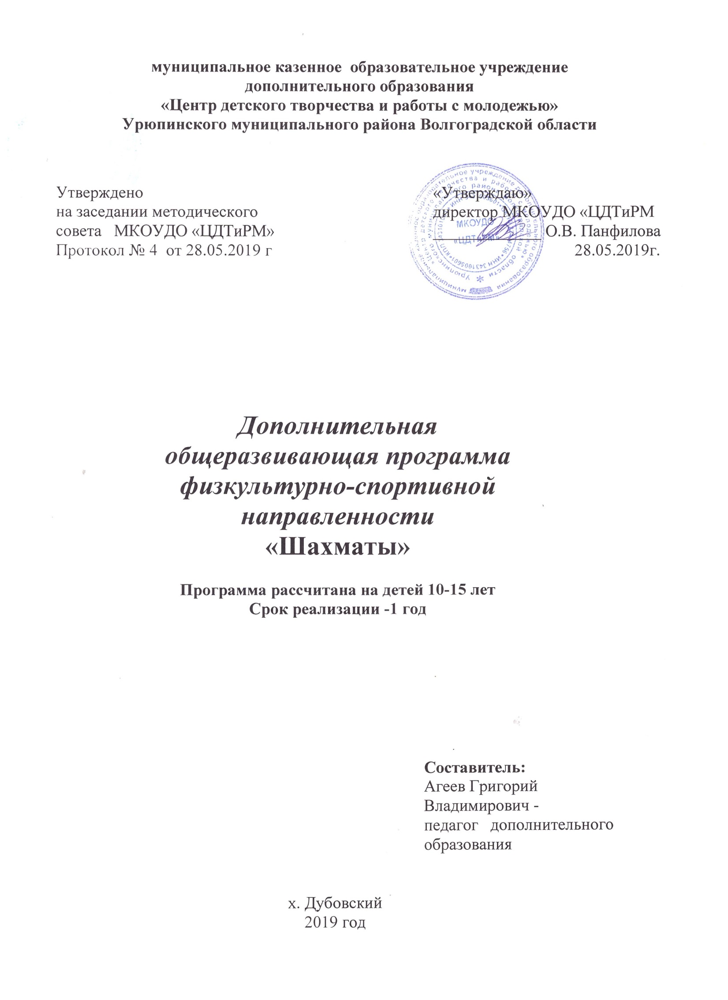 муниципальное казенное образовательное учреждение
дополнительного образования
«Центр детского творчества и работы с молодежью»
Урюпинского муниципального района Волгоградской области
Утверждено
на заседании методического
совета МКОУДО «ЦДТиРМ»
Протокол № 4 от 28.05.2019 г
«Утверждаю»
директор МКОУДО «ЦДТиРМ
О.В. Панфилова
28.05.2019г.
МКОУДО
«ЦДТиРМ»
Дополнительная
общеразвивающая программа
физкультурно-спортивной
направленности
«Шахматы»
Программа рассчитана на детей 10-15 лет
Срок реализации -1 год
Составитель:
Агеев Григорий
Владимирович -
педагог дополнительного
образования
х. Дубовский
2019 год